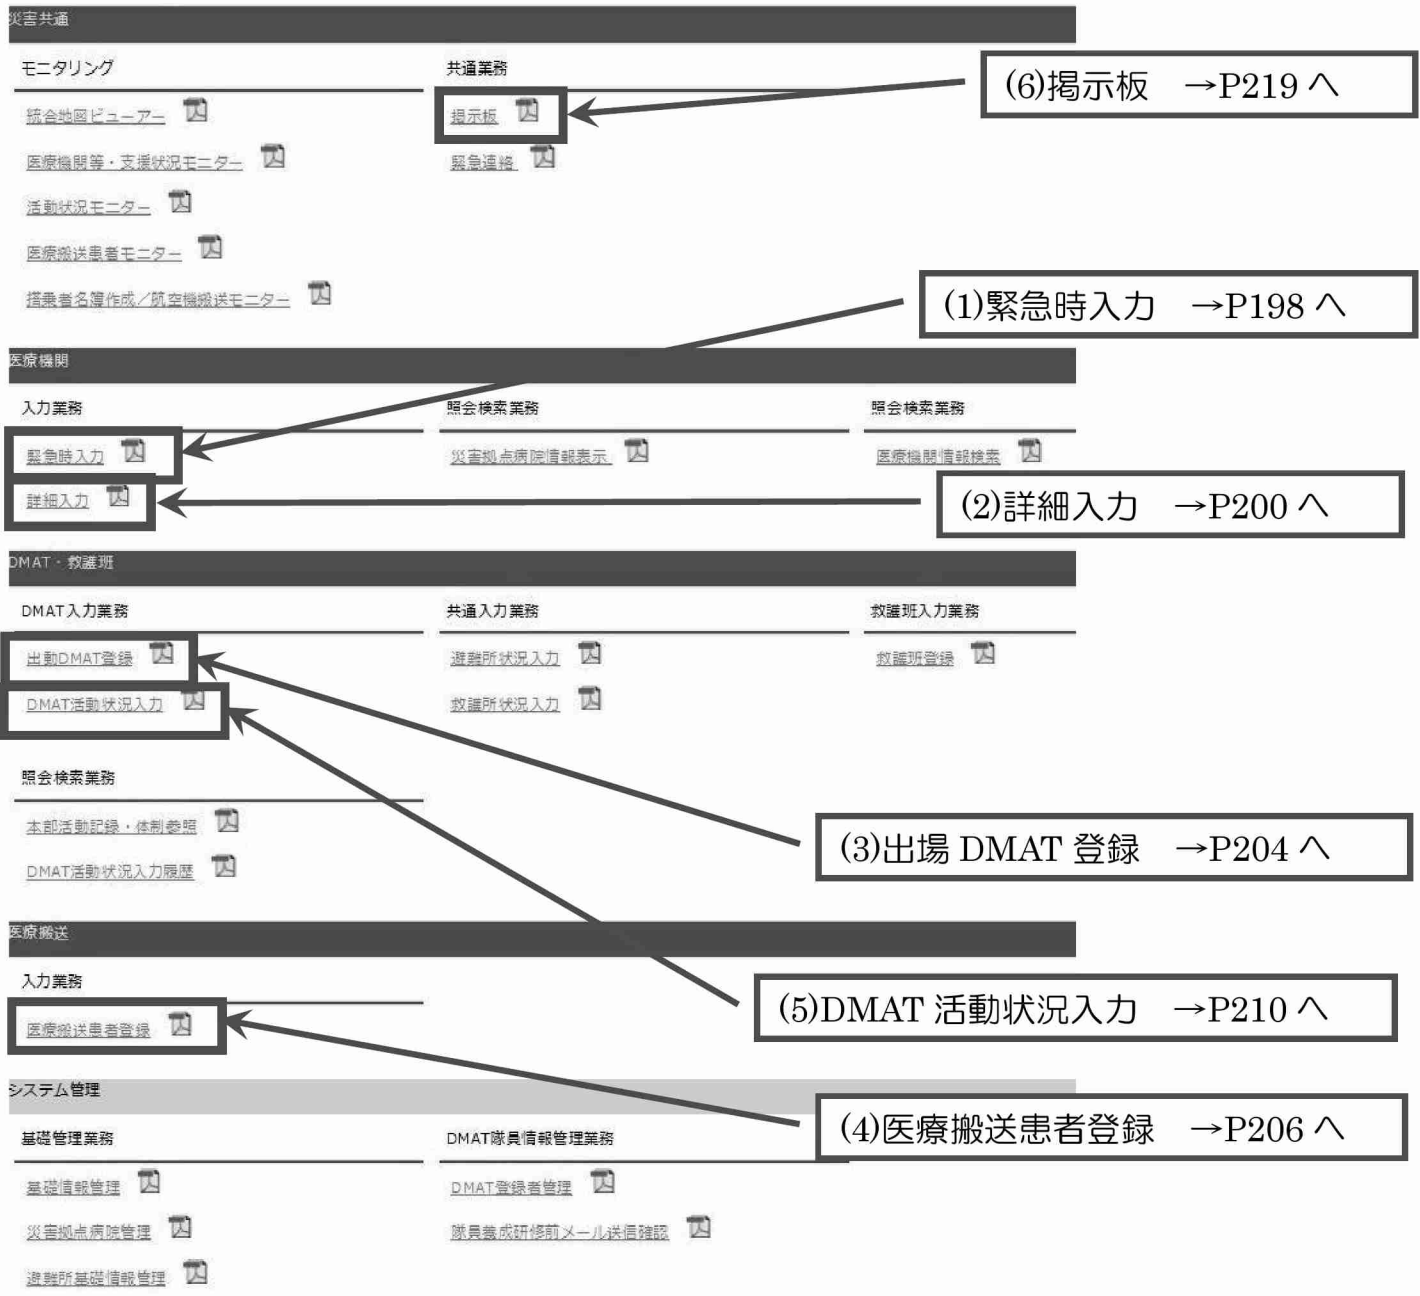 災害共通
モニタリング
共通業務
(6)掲示板　→P219 へ
統合地図ビューアー
掲示板
医療機関等・支援状況モニター
緊急連絡
活動状況モニター
医療搬送患者モニター
搭乗者名簿作成／航空機搬送モニター
(1)緊急時入力　→P198 へ
医療機関
入力業務
照会検索業務
照会検索業務
緊急時入力
災害拠点病院情報表示
医療機関情報検索
詳細入力
(2)詳細入力　→P200 へ
DMAT・救護班
DMAT入力業務
共通入力業務
救護班入力業務
出動DMAT登録
避難所状況入力
救護班登録
DMAT活動状況入力
救護所状況入力
照会検索業務
本部活動記録・体制参照
(3)出場 DMAT 登録　→P204 へ
DMAT活動状況入力履歴
医療搬送
入力業務
(5)DMAT 活動状況入力　→P210 へ
医療搬送患者登録
システム管理
(4)医療搬送患者登録　→P206 へ
基礎管理業務
DMAT隊員情報管理業務
基礎情報管理
DMAT登録者管理
災害拠点病院管理
隊員養成研修前メール送信確認
避難所基礎情報管理